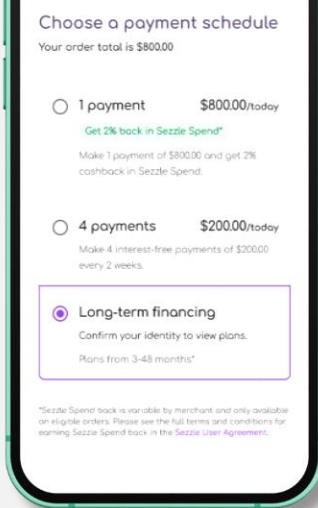 Choose a payment schedule
Your order total is $800.00
1 payment $800.00/today
Get 2% back in Sezzle Spend*
Make 1 payment of $800.00 and get 2%
cashback in Sezzle Spend.
4 payments $200.00/today
Make 4 interest-free payments of $200.00
every 2 weeks.
Long-term financing
Confirm your identity to view plans.
Plans from 3-48 months*
*Sezzle Spend back is variable by merchant and only available
on eligible orders. Please see the full terms and conditions for
earning Sezzle Spend back in the Sezzle User Agreement.